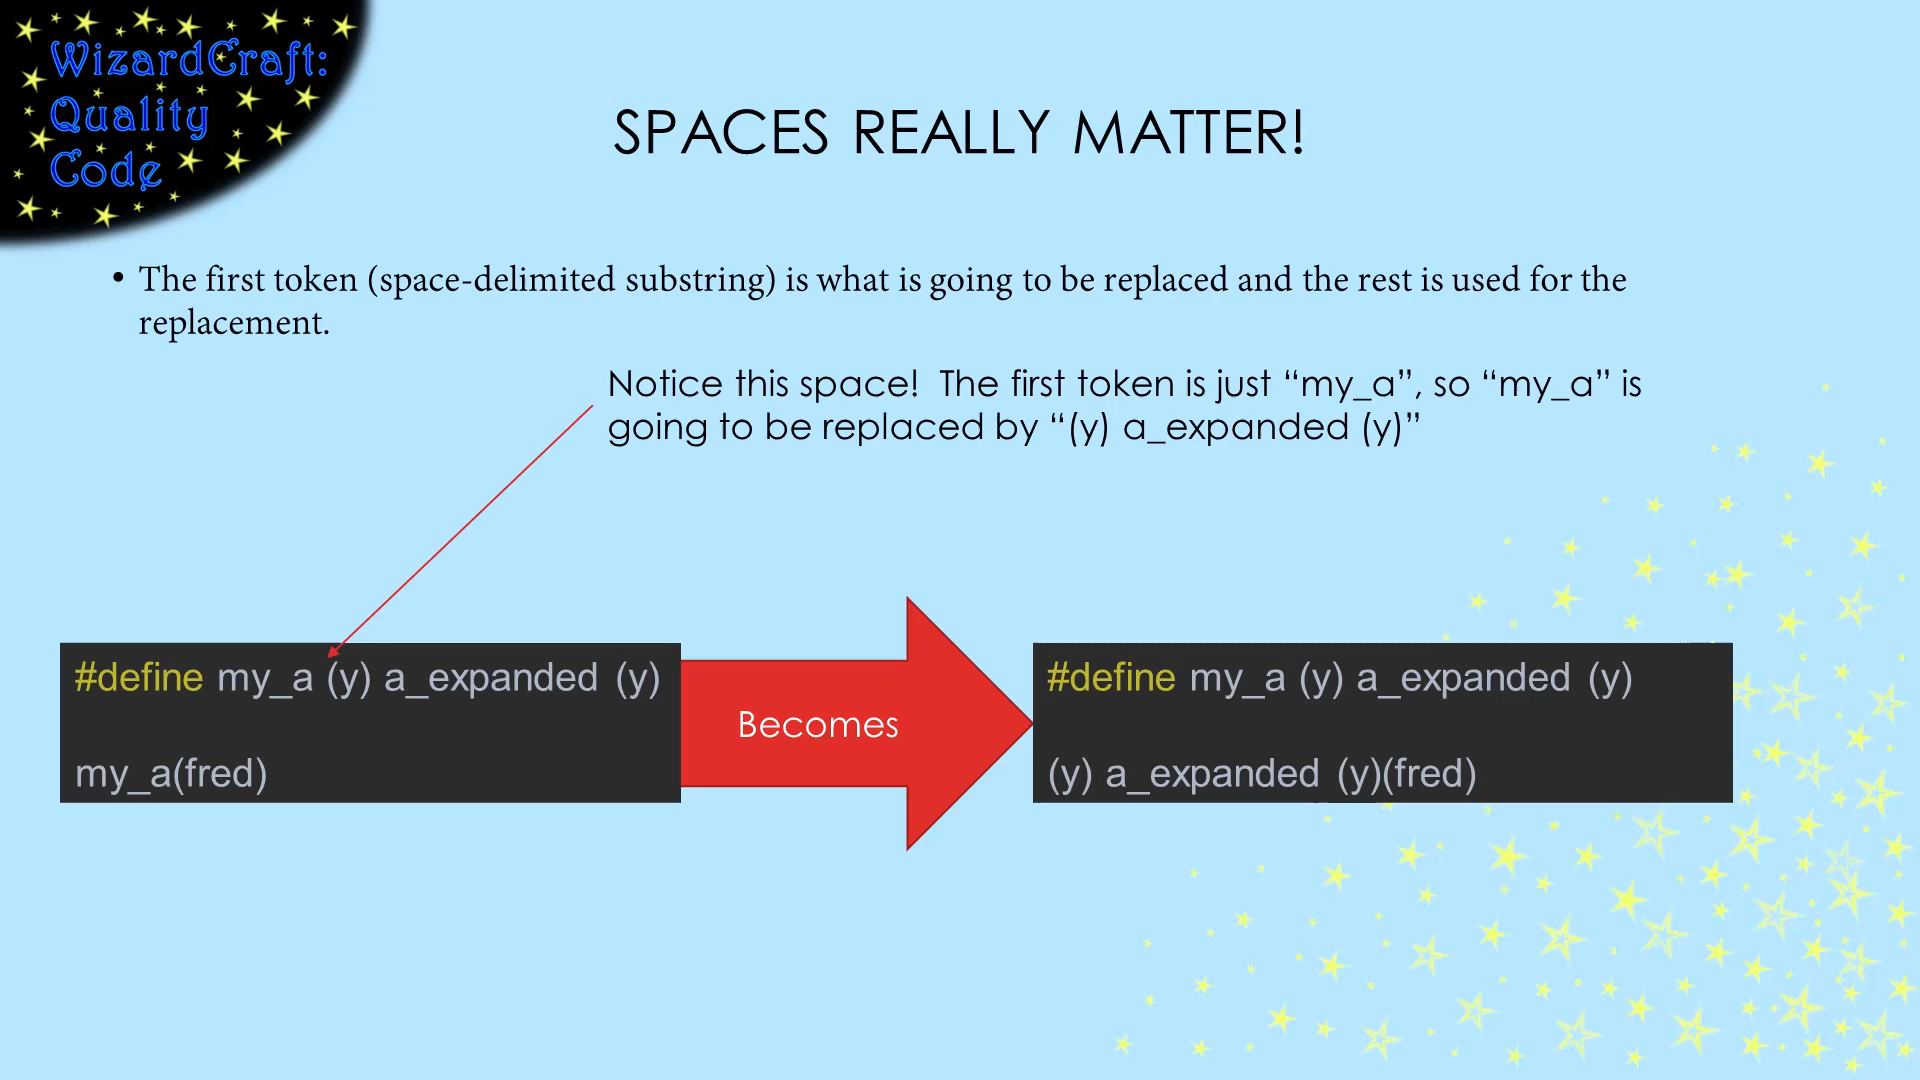 WizardCraft:
Quality
Code
SPACES REALLY MATTER!
• The first token (space-delimited substring) is what is going to be replaced and the rest is used for the
replacement.
Notice this space!  The first token is just “my_a”, so “my_a” is
going to be replaced by “(y) a_expanded (y)”
#define my_a (y) a_expanded (y)
my_a(fred)
Becomes
#define my_a (y) a_expanded (y)
(y) a_expanded (y)(fred)